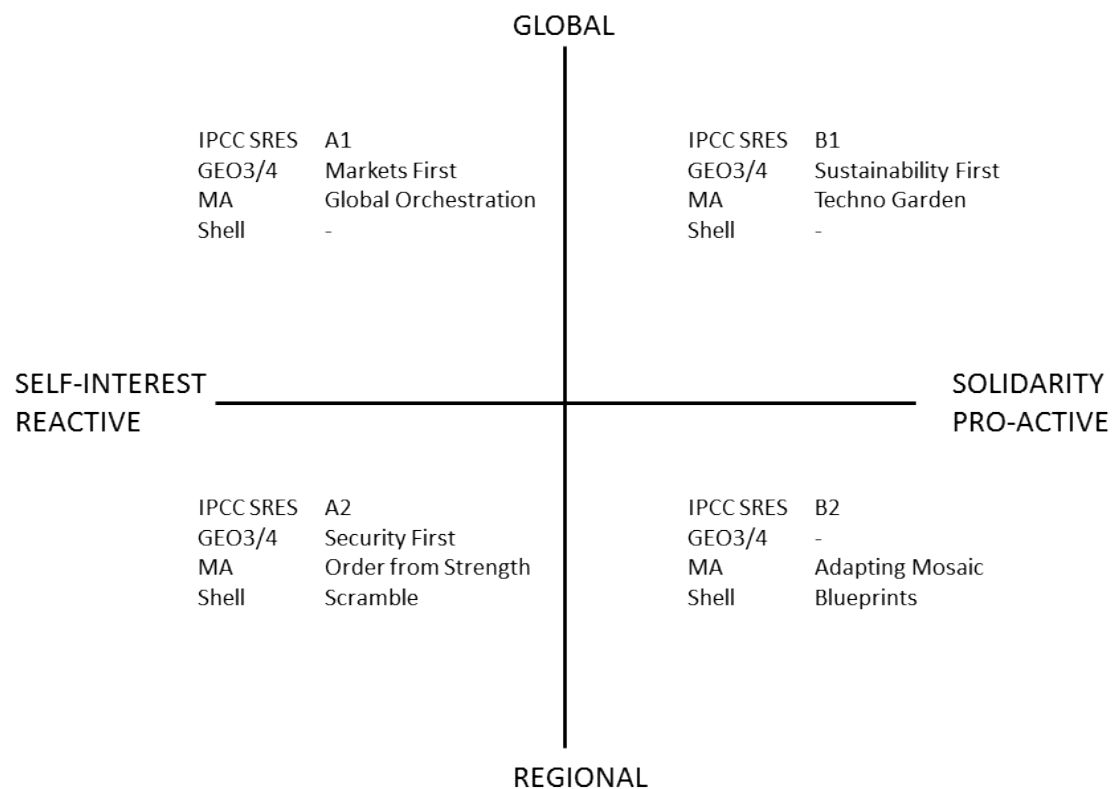 GLOBAL
IPCC SRES A1
GEO3/4 Markets First
MA Global Orchestration
Shell -
IPCC SRES B1
GEO3/4 Sustainability First
MA Techno Garden
Shell -
SELF-INTEREST
REACTIVE
SOLIDARITY
PRO-ACTIVE
IPCC SRES A2
GEO3/4 Security First
MA Order from Strength
Shell Scramble
IPCC SRES B2
GEO3/4 -
MA Adapting Mosaic
Shell Blueprints
REGIONAL